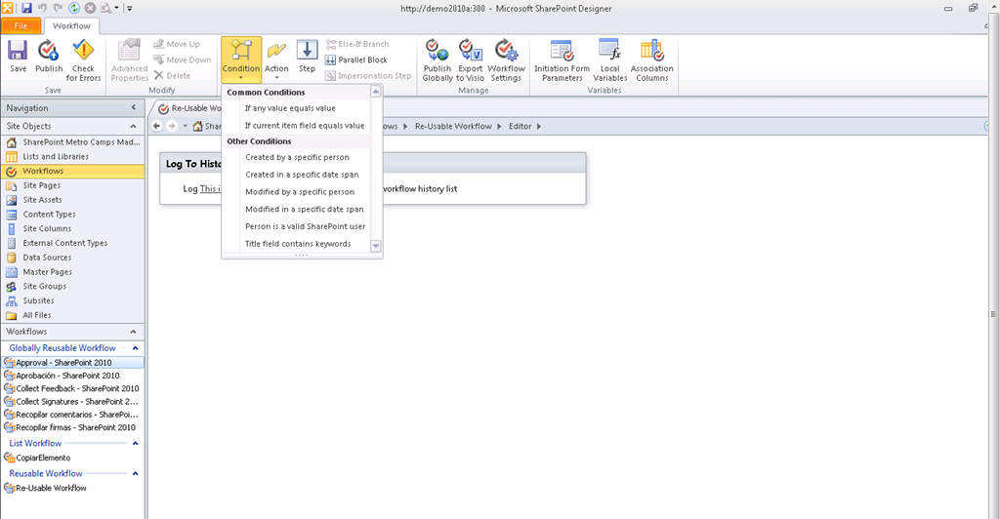 http://demo2010a:300 - Microsoft SharePoint Designer
File
Workflow
Save
Publish
Check for Errors
Save
Advanced Properties
Move Up
Move Down
Delete
Modify
Condition
Action
Step
Else-If Branch
Parallel Block
Impersonation Step
Publish Globally
Export to Visio
Workflow Settings
Manage
Initiation Form Parameters
Local Variables
Association Columns
Variables
Common Conditions
If any value equals value
If current item field equals value
Other Conditions
Created by a specific person
Created in a specific date span
Modified by a specific person
Modified in a specific date span
Person is a valid SharePoint user
Title field contains keywords
Navigation
Site Objects
SharePoint Metro Camps Mad...
Lists and Libraries
Workflows
Site Pages
Site Assets
Content Types
Site Columns
External Content Types
Data Sources
Master Pages
Site Groups
Subsites
All Files
Workflows
Globally Reusable Workflow
Approval - SharePoint 2010
Aprobación - SharePoint 2010
Collect Feedback - SharePoint 2010
Collect Signatures - SharePoint 2...
Recopilar comentarios - SharePoi...
Recopilar firmas - SharePoint 2010
List Workflow
CopiarElemento
Reusable Workflow
Re-Usable Workflow
Re-Usable Wo
Shar
ows
Re-Usable Workflow
Editor
Log To Histo
Log This i
workflow history list